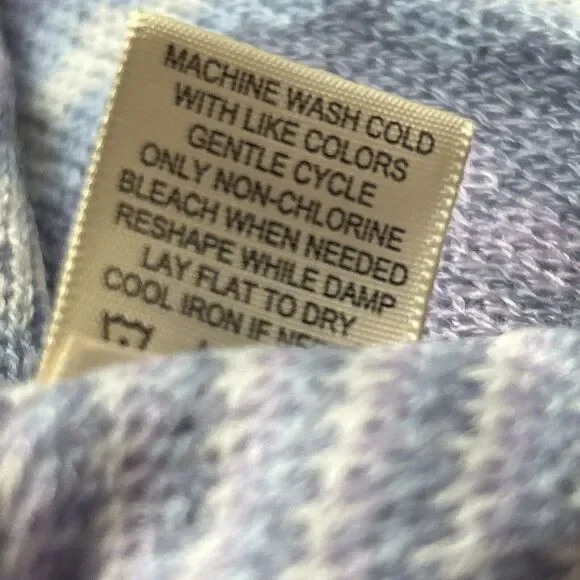 MACHINE WASH COLD
WITH LIKE COLORS
GENTLE CYCLE
ONLY NON-CHLORINE
BLEACH WHEN NEEDED
RESHAPE WHILE DAMP
LAY FLAT TO DRY
COOL IRON IF